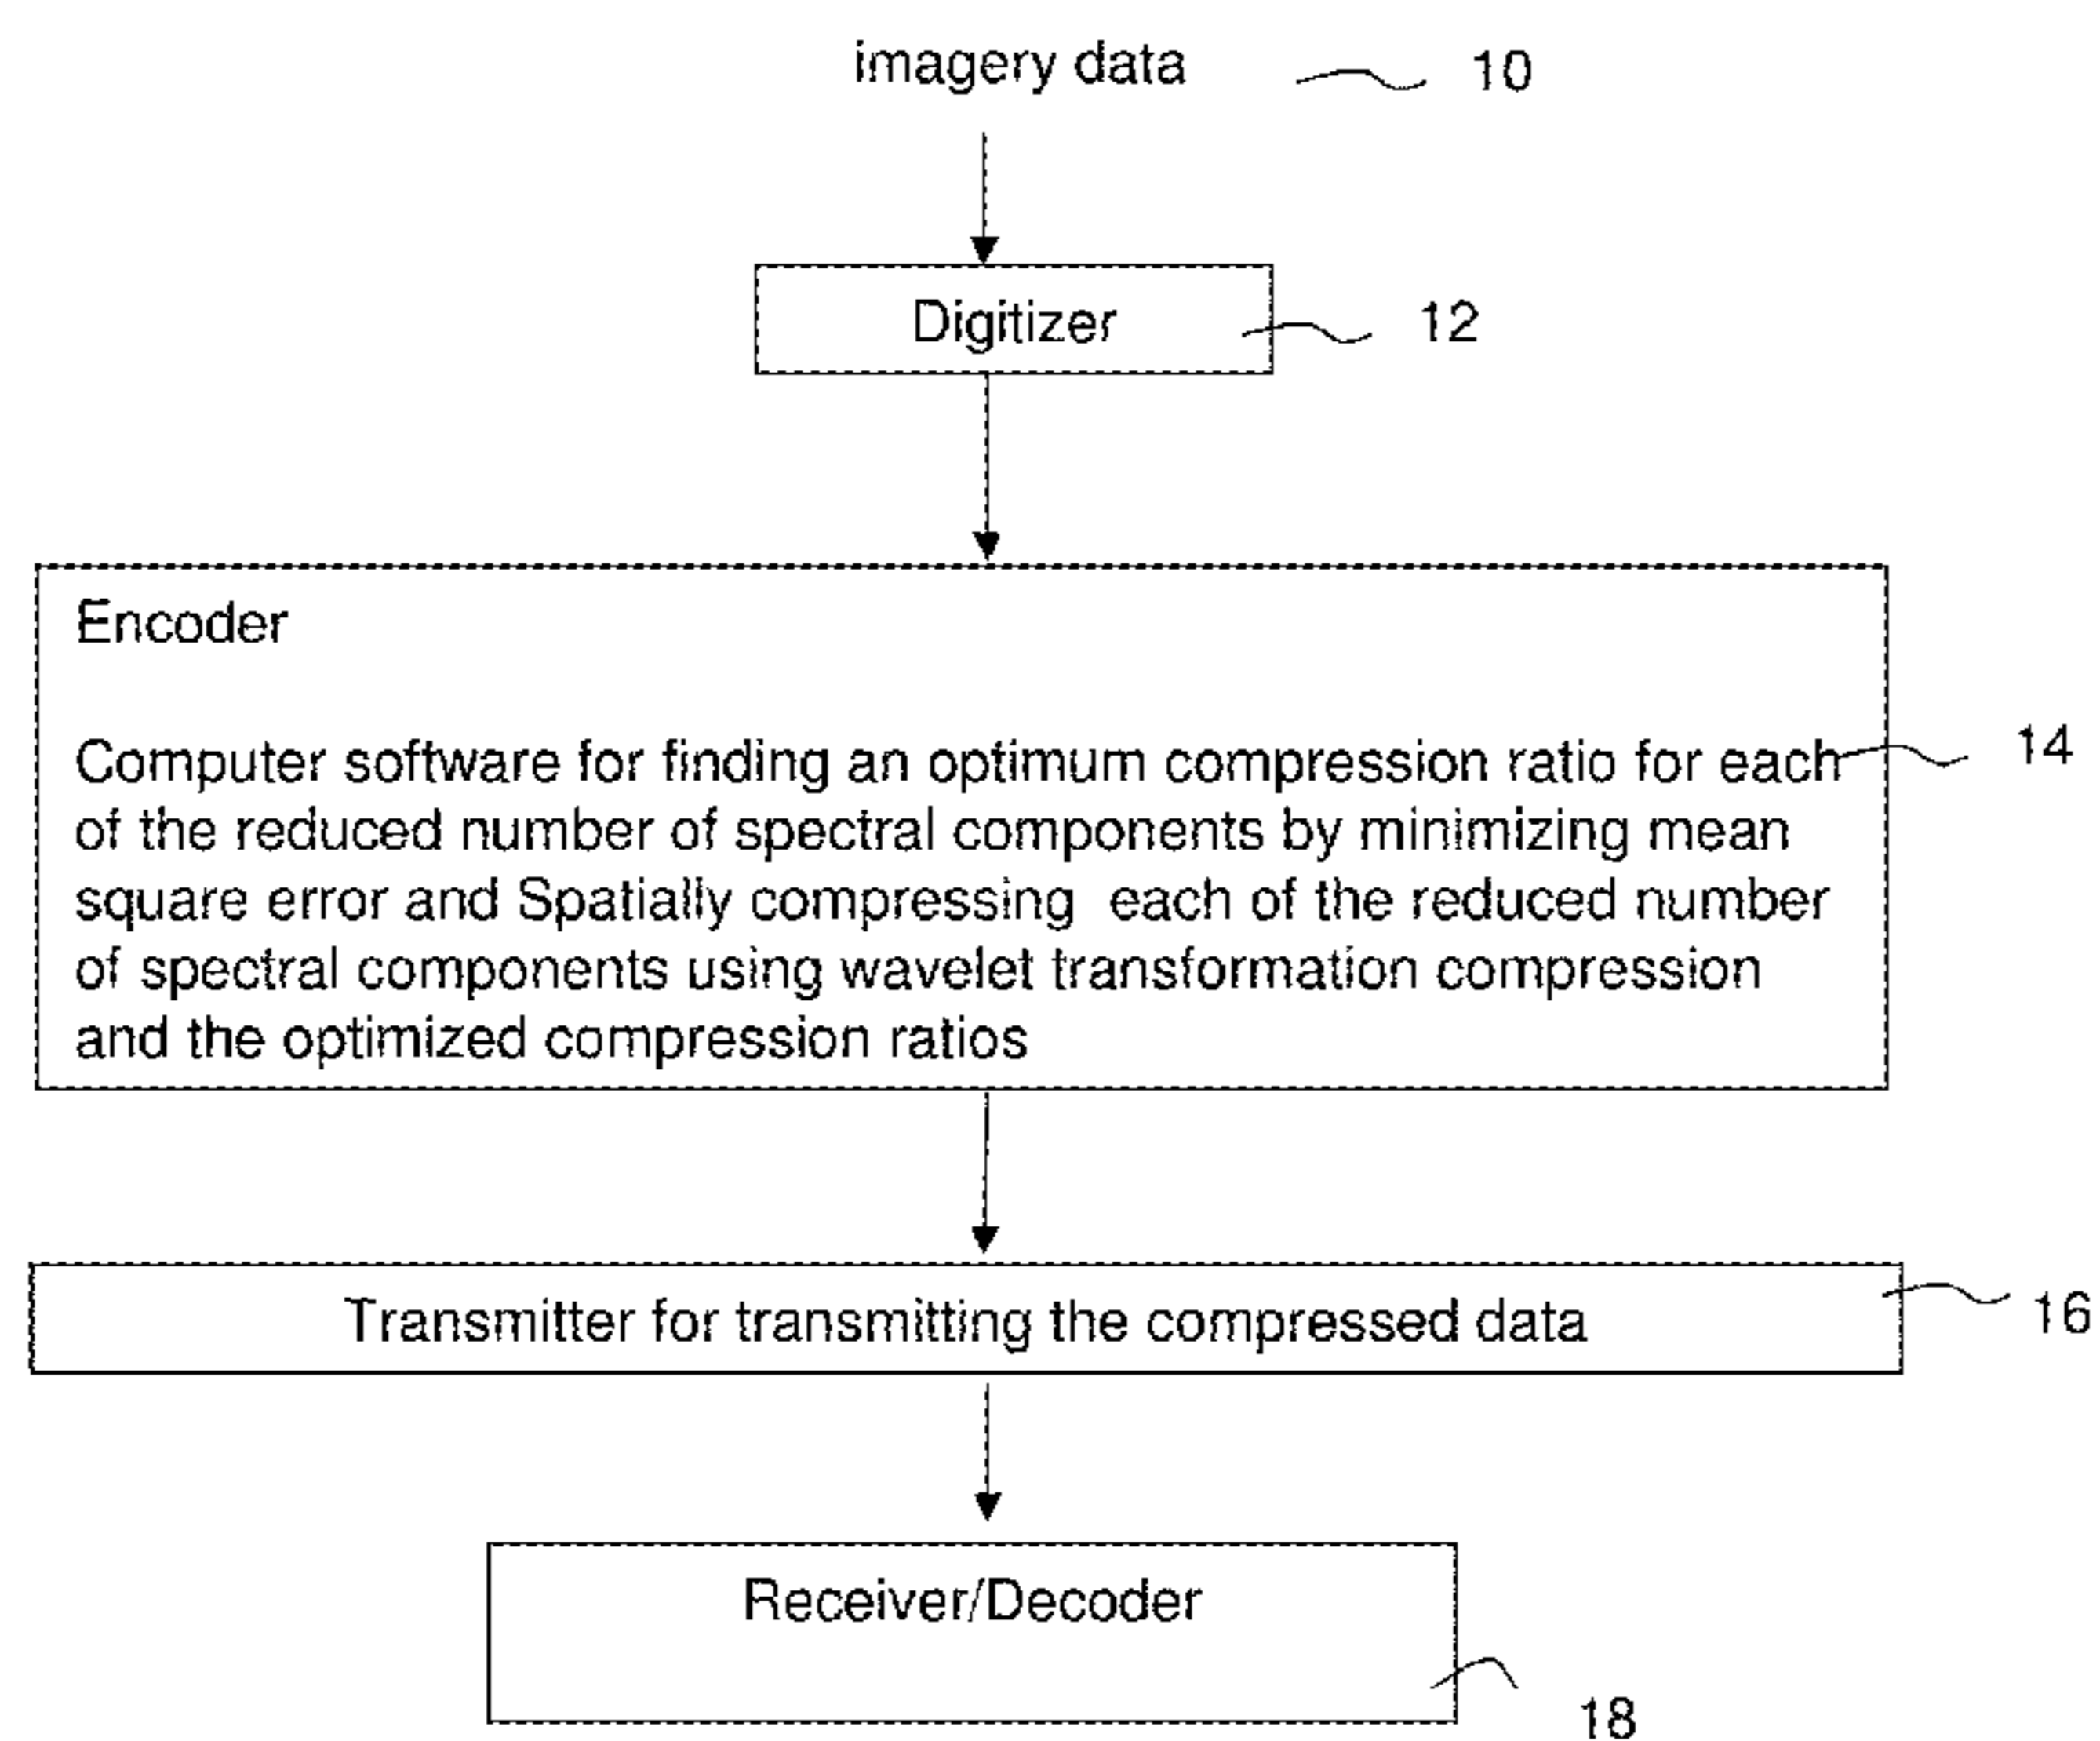 imagery data 10
Digitizer 12
Encoder
Computer software for finding an optimum compression ratio for each 14
of the reduced number of spectral components by minimizing mean
square error and Spatially compressing each of the reduced number
of spectral components using wavelet transformation compression
and the optimized compression ratios
Transmitter for transmitting the compressed data 16
Receiver/Decoder
18